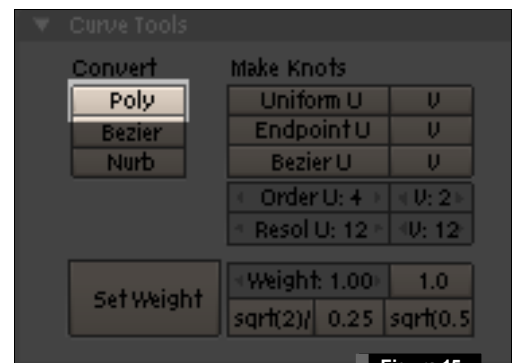 Curve Tools
Convert Make Knots
Poly Uniform U V
Bezier Endpoint U V
Nurb Bezier U V
Order U: 4 V: 2
Resol U: 12 V: 12
Set Weight Weight: 1.00 1.0
sqrt(2)/ 0.25 sqrt(0.5